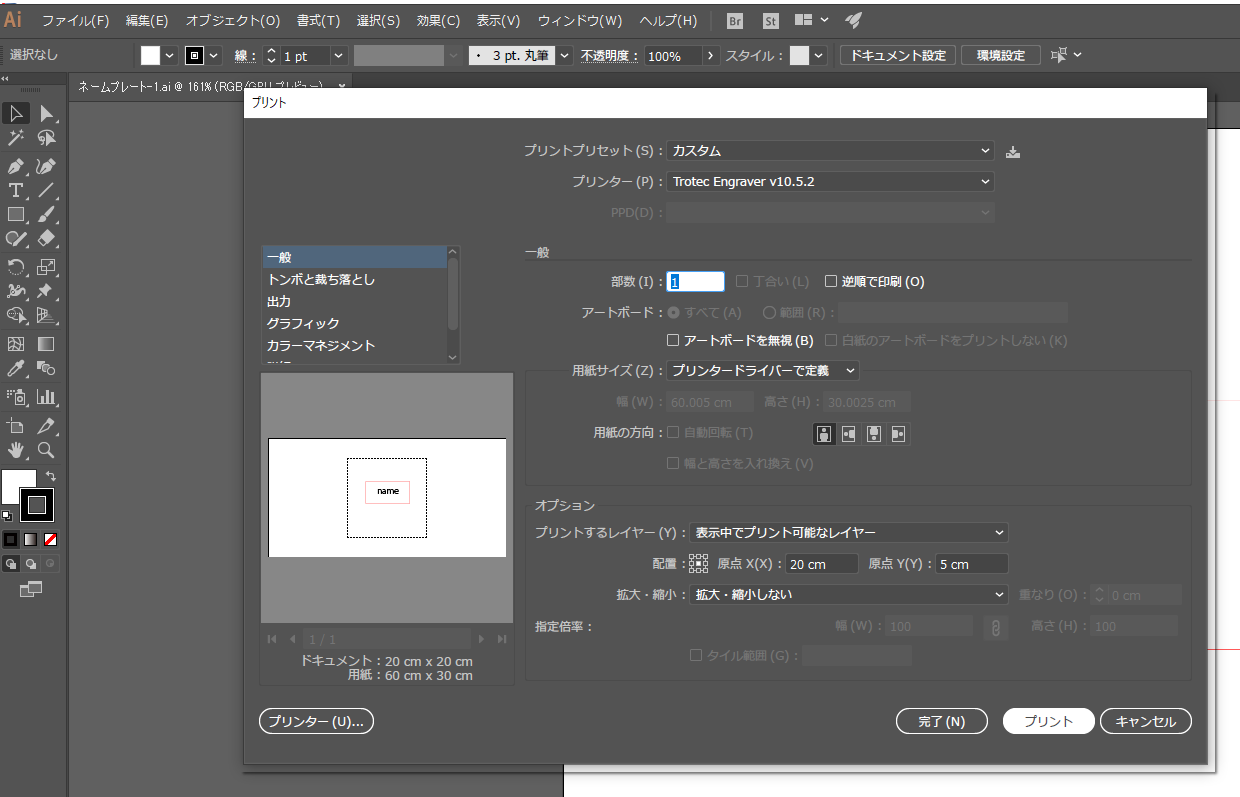 Ai ファイル(F) 編集(E) オブジェクト(O) 書式(T) 選択(S) 効果(C) 表示(V) ウィンドウ(W) ヘルプ(H) Br St
選択なし 線： 1 pt 3 pt. 丸筆 不透明度： 100% スタイル： ドキュメント設定 環境設定
ネームプレート-1.ai @ 161% (RGB/GPU プレビュー)
プリント
プリントプリセット (S)： カスタム
プリンター (P)： Trotec Engraver v10.5.2
PPD(D)：
一般
トンボと裁ち落とし
出力
グラフィック
カラーマネジメント
一般
部数 (I)： 1 丁合い (L) 逆順で印刷 (O)
アートボード： すべて (A) 範囲 (R)：
アートボードを無視 (B) 白紙のアートボードをプリントしない (K)
用紙サイズ (Z)： プリンタードライバーで定義
幅 (W)： 60.005 cm 高さ (H)： 30.0025 cm
用紙の方向： 自動回転 (T)
幅と高さを入れ換え (V)
name
オプション
プリントするレイヤー (Y)： 表示中でプリント可能なレイヤー
配置： 原点 X(X)： 20 cm 原点 Y(Y)： 5 cm
拡大・縮小： 拡大・縮小しない 重なり (O)： 0 cm
指定倍率： 幅 (W)： 100 高さ (H)： 100
タイル範囲 (G)：
1 / 1
ドキュメント：20 cm x 20 cm
用紙：60 cm x 30 cm
プリンター (U)... 完了 (N) プリント キャンセル